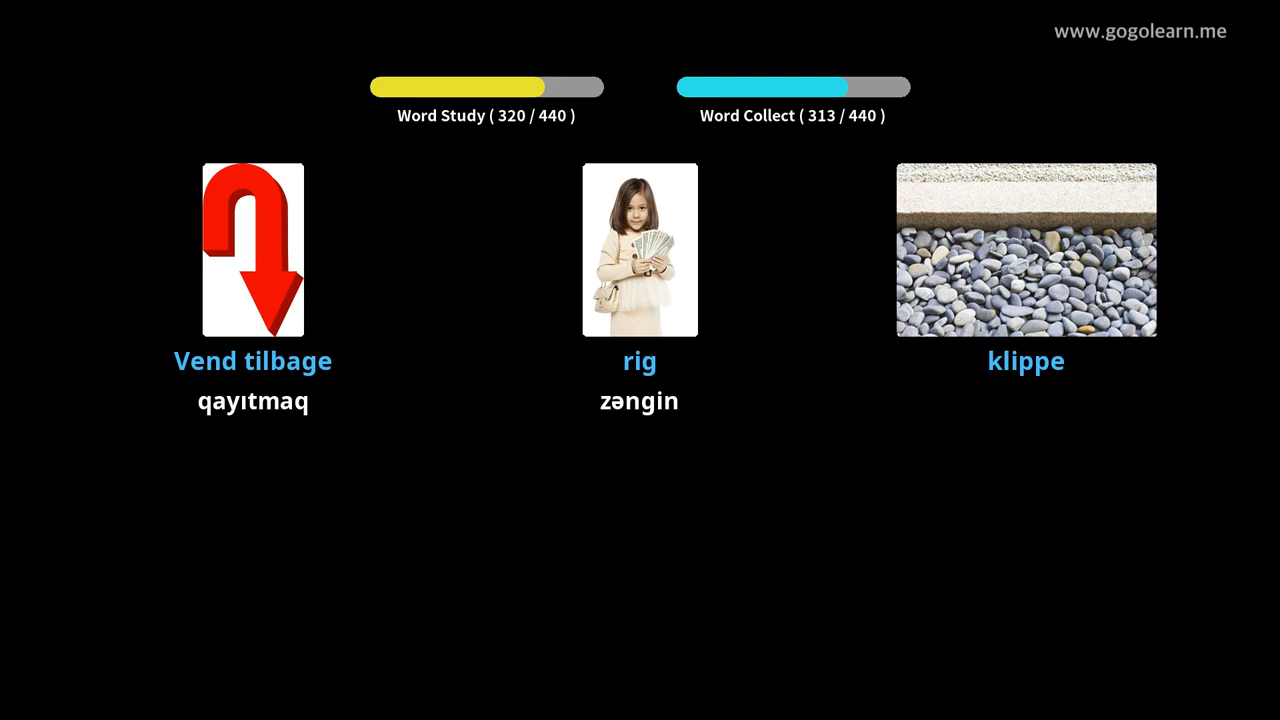 www.gogolearn.me
Word Study ( 320 / 440 )
Word Collect ( 313 / 440 )
Vend tilbage
rig
klippe
qayıtmaq
zəngin